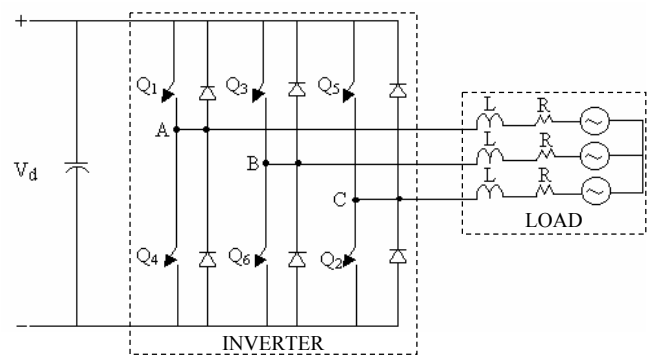 +
Q1
Q3
Q5
A
L
R
~
B
L
R
~
Vd
C
L
R
~
LOAD
Q4
Q6
Q2
−
INVERTER